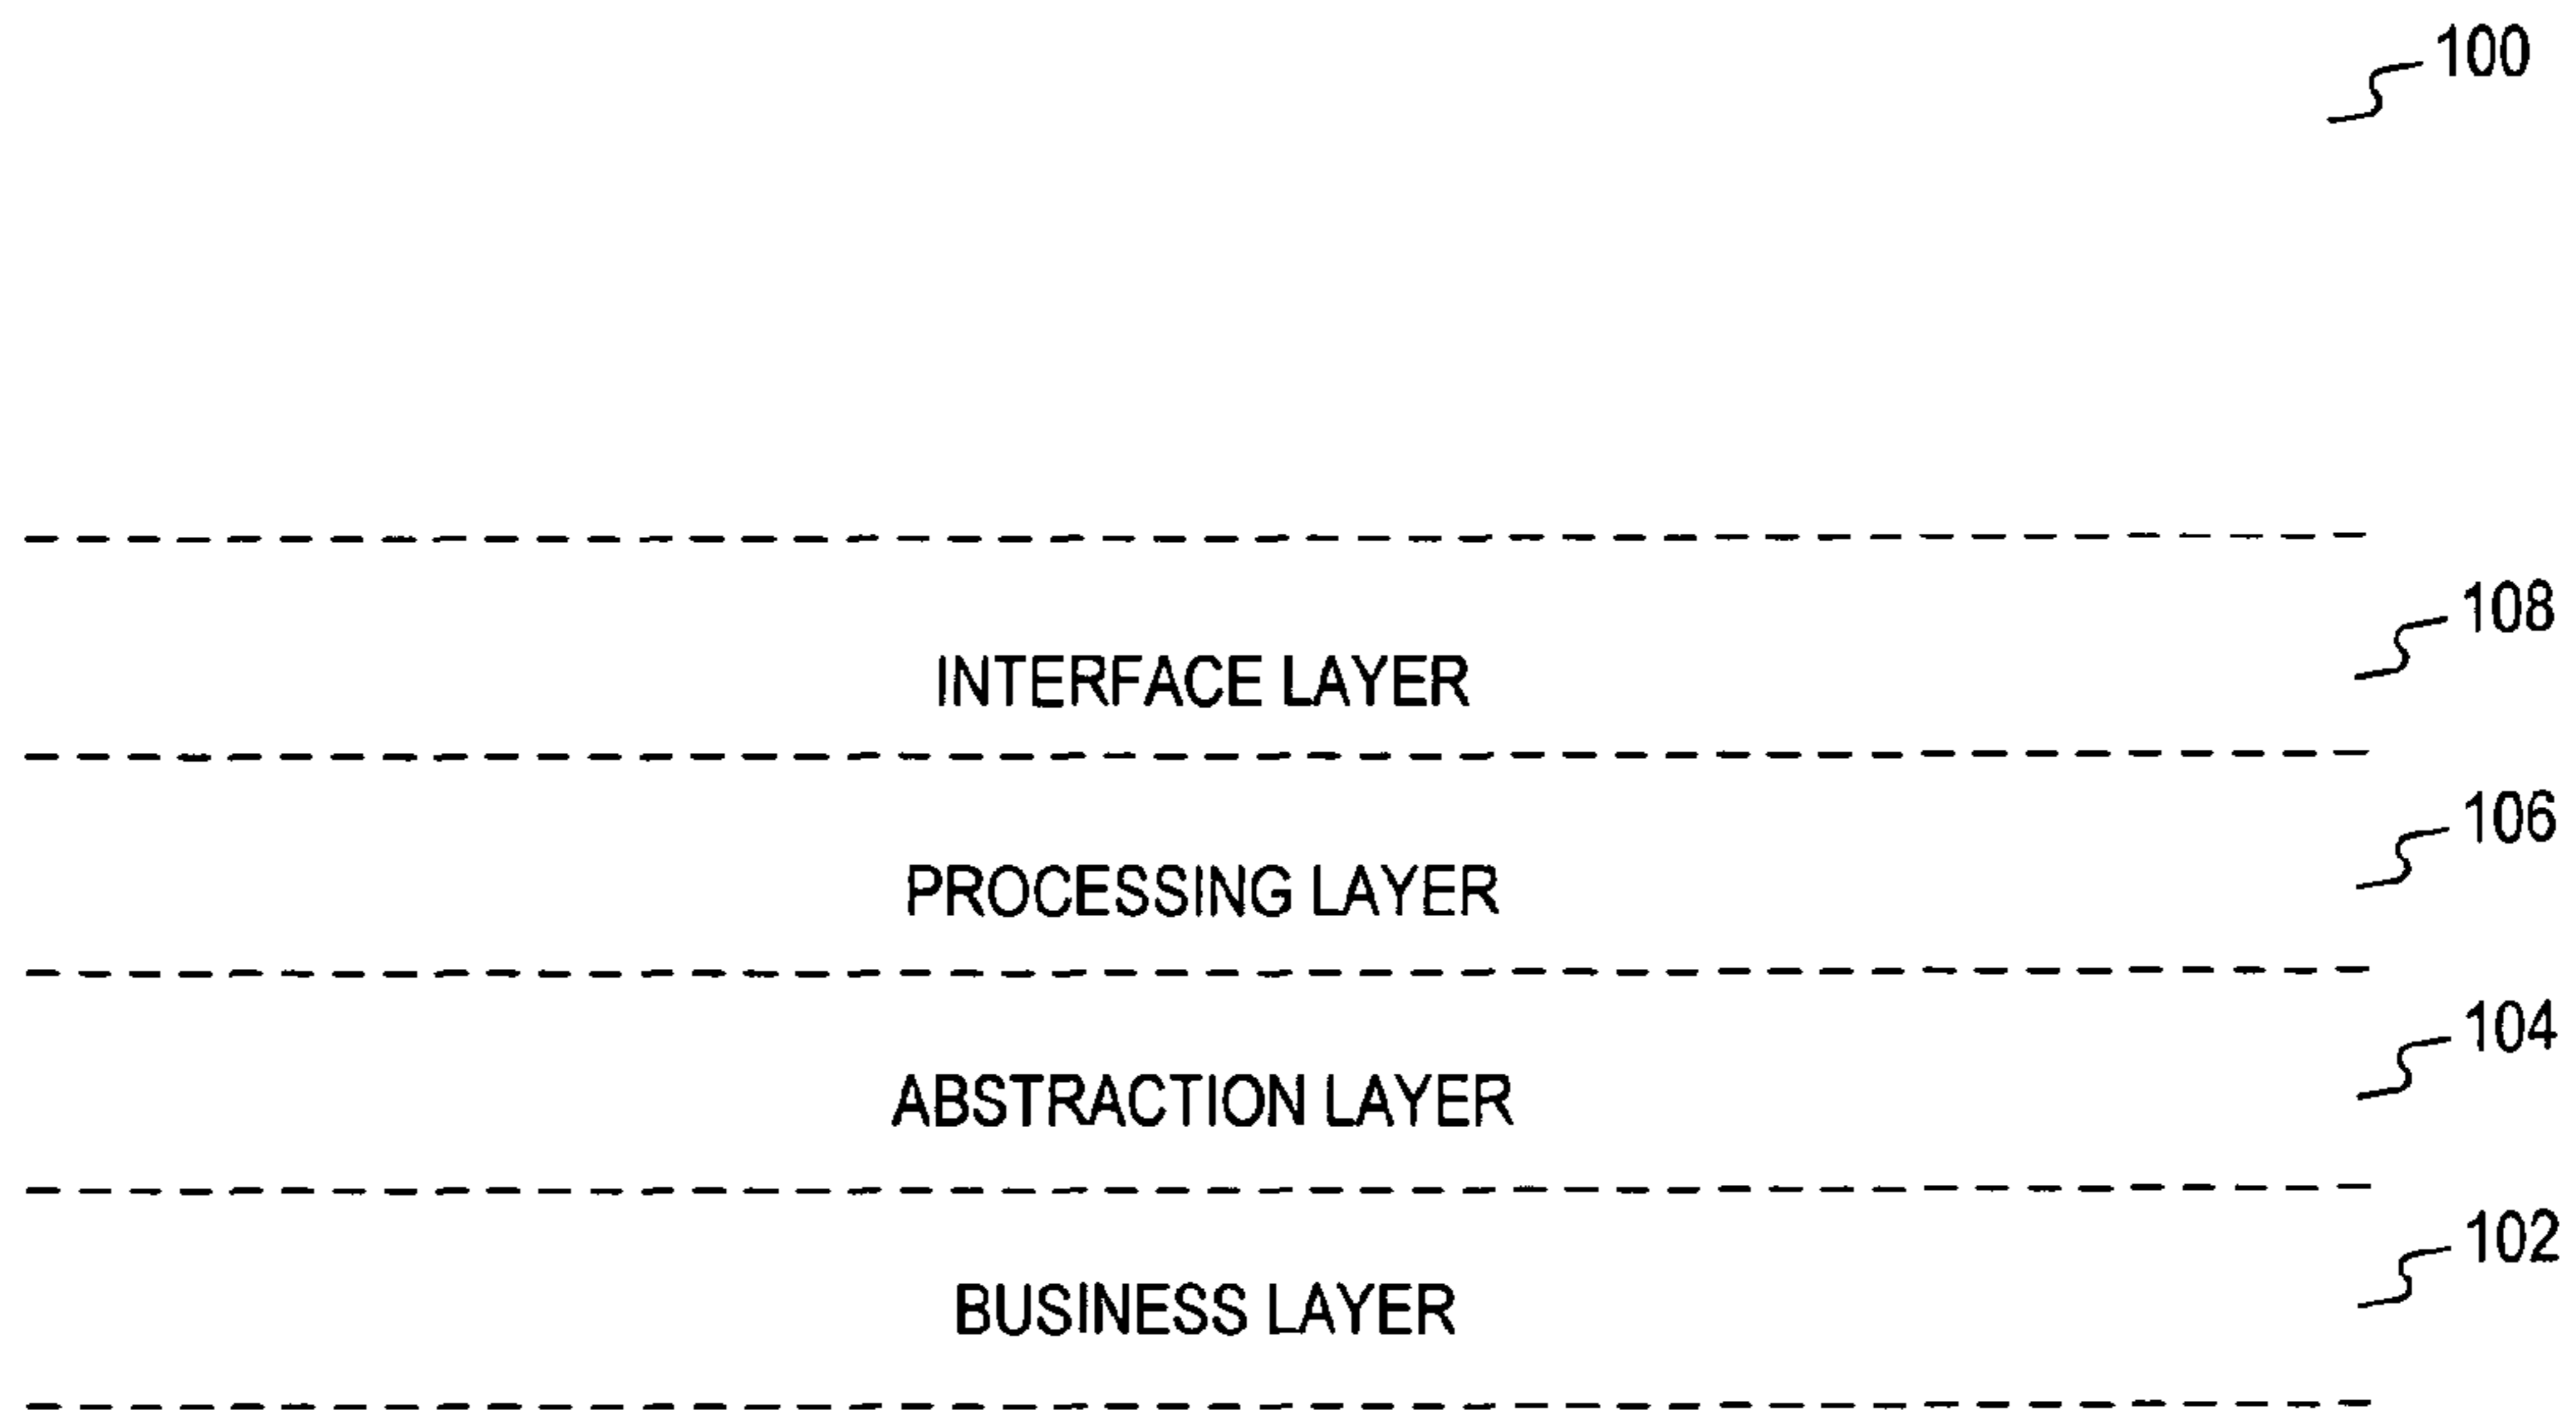 100
108
INTERFACE LAYER
106
PROCESSING LAYER
104
ABSTRACTION LAYER
102
BUSINESS LAYER